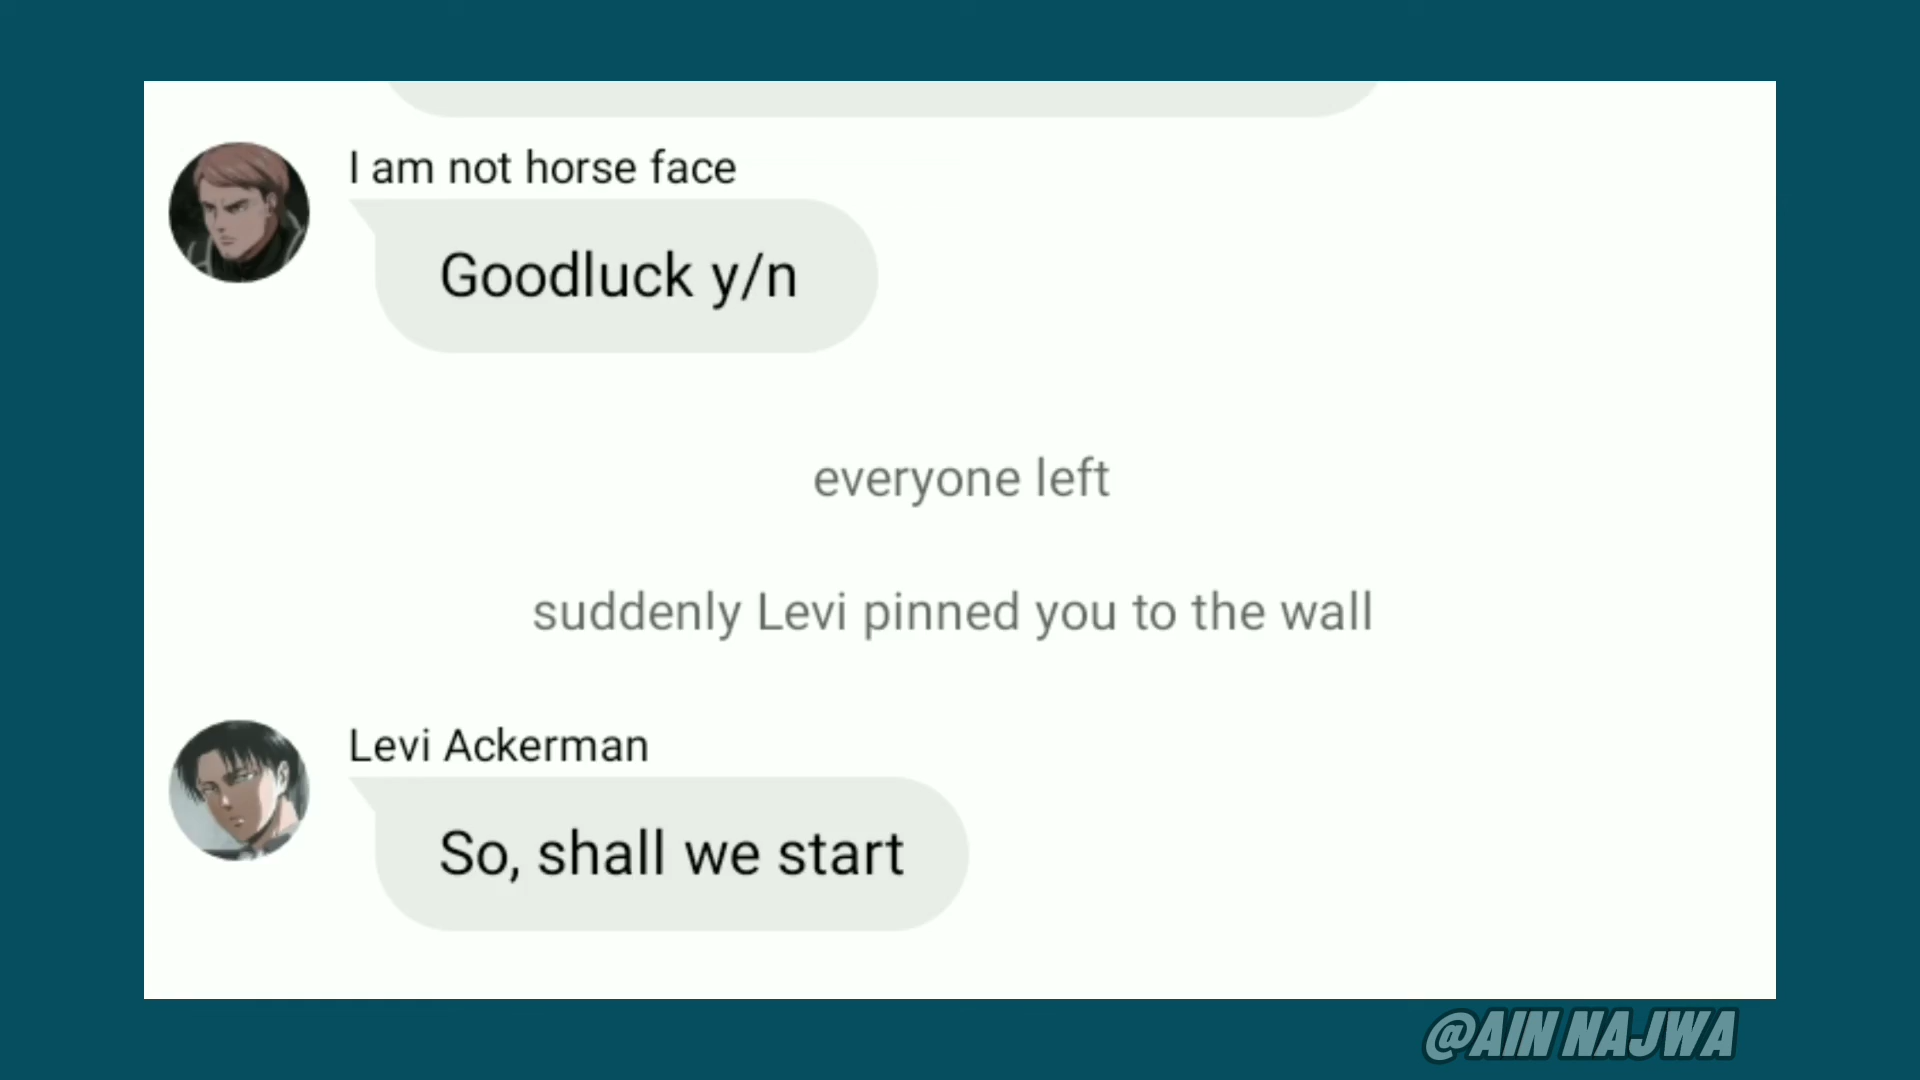 I am not horse face
Goodluck y/n
everyone left
suddenly Levi pinned you to the wall
Levi Ackerman
So, shall we start
@AIN NAJWA